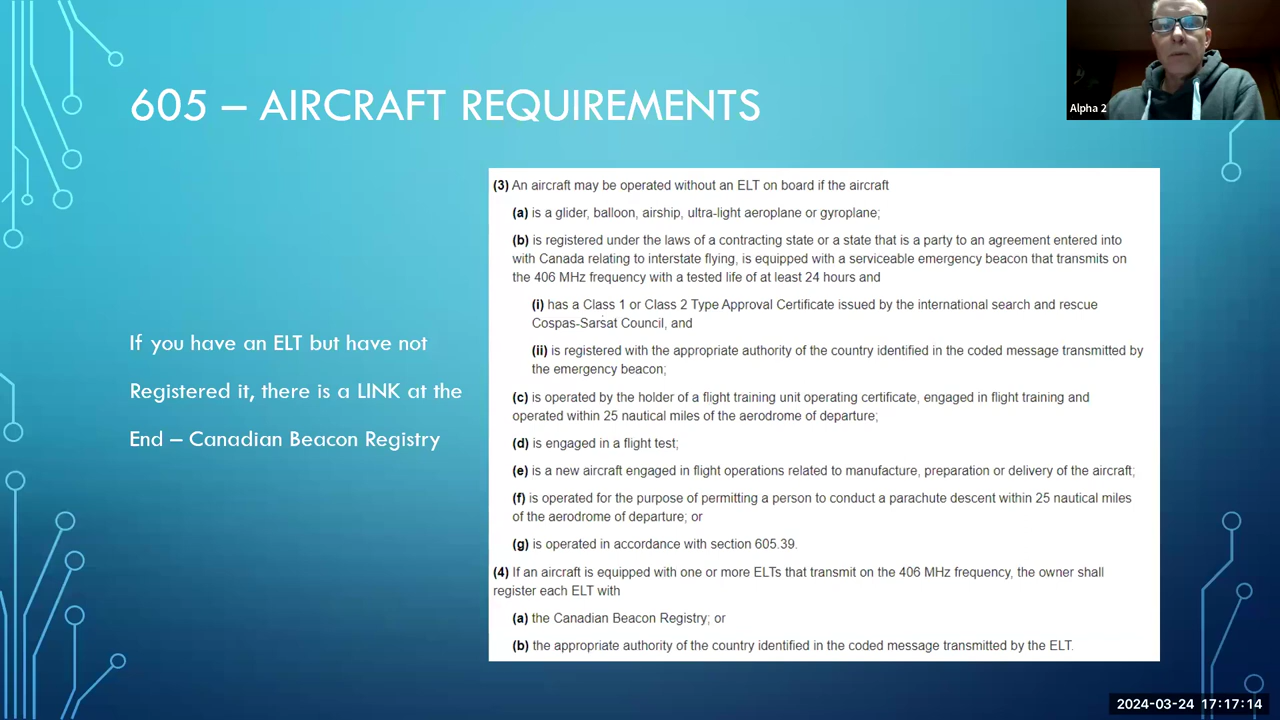 605 – AIRCRAFT REQUIREMENTS
Alpha 2
If you have an ELT but have not
Registered it, there is a LINK at the
End – Canadian Beacon Registry
(3) An aircraft may be operated without an ELT on board if the aircraft
(a) is a glider, balloon, airship, ultra-light aeroplane or gyroplane;
(b) is registered under the laws of a contracting state or a state that is a party to an agreement entered into
with Canada relating to interstate flying, is equipped with a serviceable emergency beacon that transmits on
the 406 MHz frequency with a tested life of at least 24 hours and
(i) has a Class 1 or Class 2 Type Approval Certificate issued by the international search and rescue
Cospas-Sarsat Council, and
(ii) is registered with the appropriate authority of the country identified in the coded message transmitted by
the emergency beacon;
(c) is operated by the holder of a flight training unit operating certificate, engaged in flight training and
operated within 25 nautical miles of the aerodrome of departure;
(d) is engaged in a flight test;
(e) is a new aircraft engaged in flight operations related to manufacture, preparation or delivery of the aircraft;
(f) is operated for the purpose of permitting a person to conduct a parachute descent within 25 nautical miles
of the aerodrome of departure; or
(g) is operated in accordance with section 605.39.
(4) If an aircraft is equipped with one or more ELTs that transmit on the 406 MHz frequency, the owner shall
register each ELT with
(a) the Canadian Beacon Registry; or
(b) the appropriate authority of the country identified in the coded message transmitted by the ELT.
2024-03-24 17:17:14